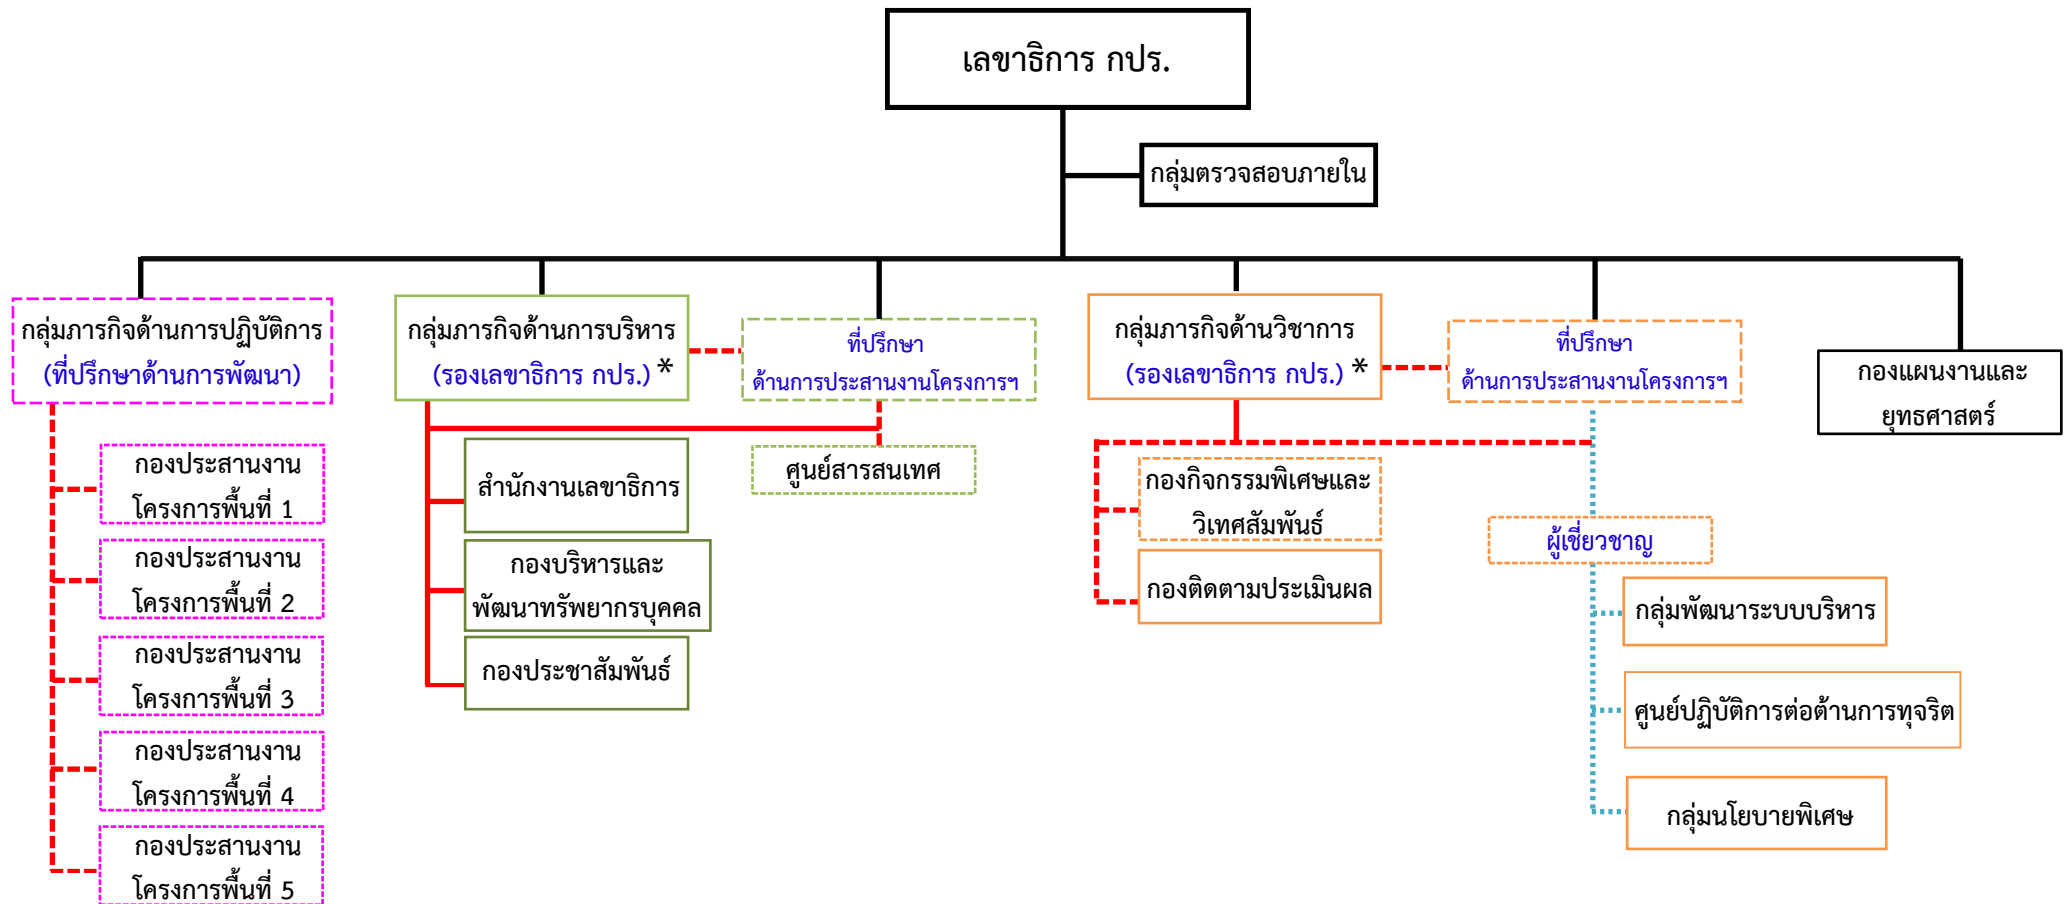 เลขาธิการ กปร.
กลุ่มตรวจสอบภายใน
กลุ่มภารกิจด้านการปฏิบัติการ
(ที่ปรึกษาด้านการพัฒนา)
กองประสานงาน
โครงการพื้นที่ 1
กองประสานงาน
โครงการพื้นที่ 2
กองประสานงาน
โครงการพื้นที่ 3
กองประสานงาน
โครงการพื้นที่ 4
กองประสานงาน
โครงการพื้นที่ 5
กลุ่มภารกิจด้านการบริหาร
(รองเลขาธิการ กปร.) *
สำนักงานเลขาธิการ
กองบริหารและ
พัฒนาทรัพยากรบุคคล
กองประชาสัมพันธ์
ที่ปรึกษา
ด้านการประสานงานโครงการฯ
ศูนย์สารสนเทศ
กลุ่มภารกิจด้านวิชาการ
(รองเลขาธิการ กปร.) *
กองกิจกรรมพิเศษและ
วิเทศสัมพันธ์
กองติดตามประเมินผล
ที่ปรึกษา
ด้านการประสานงานโครงการฯ
ผู้เชี่ยวชาญ
กลุ่มพัฒนาระบบบริหาร
ศูนย์ปฏิบัติการต่อต้านการทุจริต
กลุ่มนโยบายพิเศษ
กองแผนงานและ
ยุทธศาสตร์